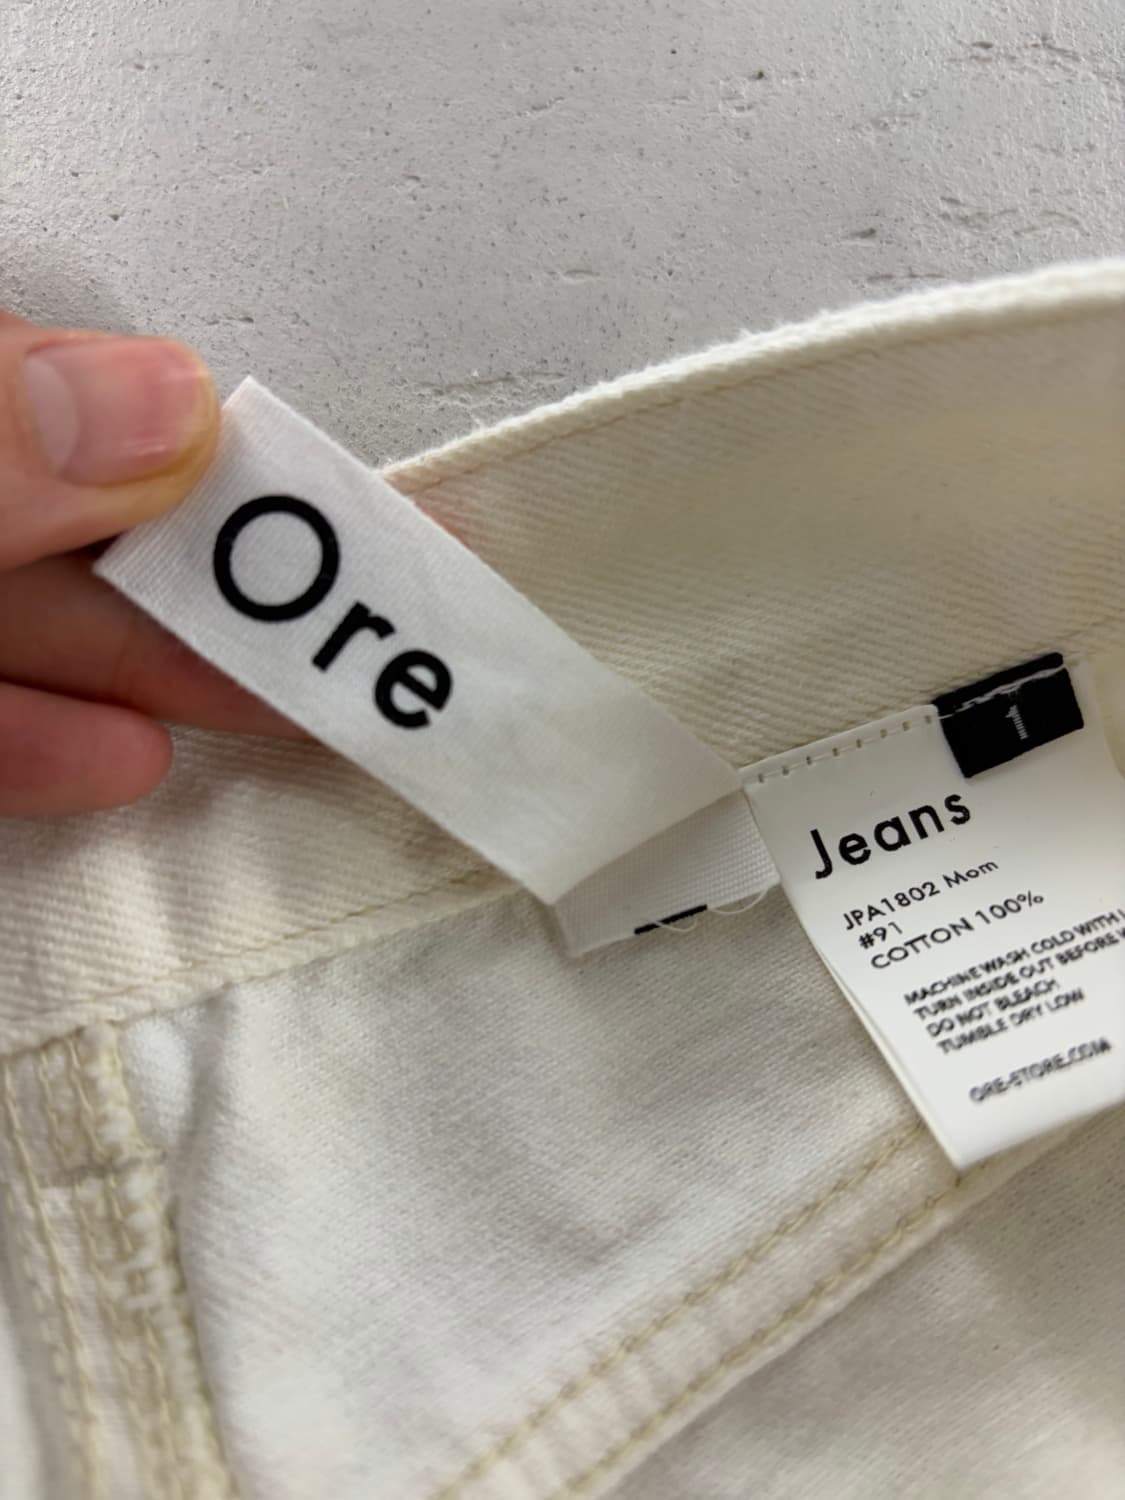 Ore
1
Jeans
JPA1802 Mom
#91
COTTON 100%
MACHINE WASH COLD WITH
TURN INSIDE OUT BEFORE
DO NOT BLEACH
TUMBLE DRY LOW
ORE-STORE.COM